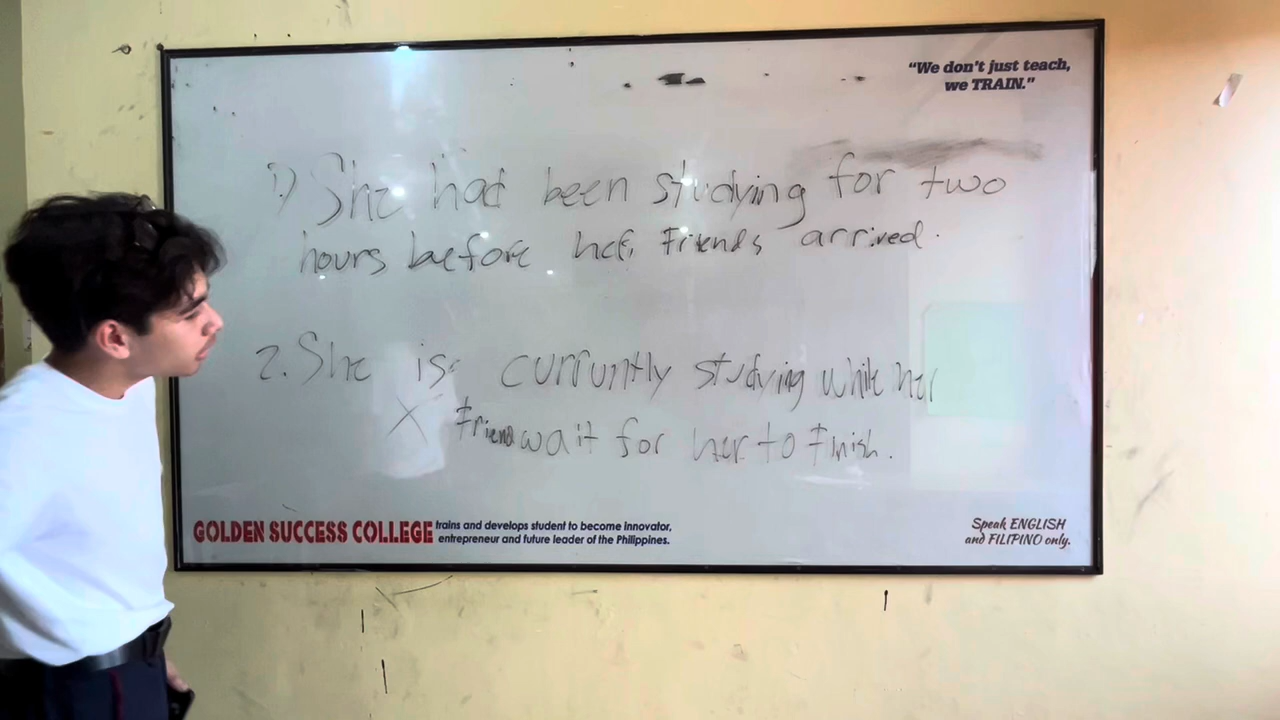 "We don't just teach,
we TRAIN."
1.) She had been studying for two
hours before her friends arrived.
2. She is curruntly studying while her
X friend wait for her to finish.
GOLDEN SUCCESS COLLEGE trains and develops student to become innovator,
entrepreneur and future leader of the Philippines.
Speak ENGLISH
and FILIPINO only.